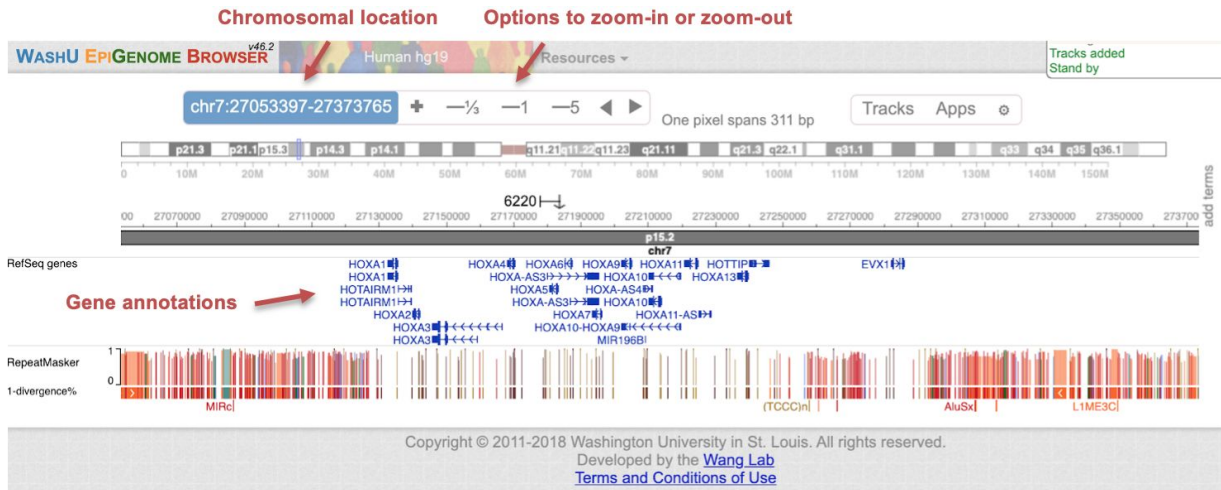 Chromosomal location
Options to zoom-in or zoom-out
WASHU EPIGENOME BROWSER v46.2
Human hg19
Resources
Tracks added
Stand by
chr7:27053397-27373765
—⅓ —1 —5
One pixel spans 311 bp
Tracks Apps
p21.3 p21.1 p15.3 p14.3 p14.1 q11.21 q11.22 q11.23 q21.11 q21.3 q22.1 q31.1 q33 q34 q35 q36.1
0 10M 20M 30M 40M 50M 60M 70M 80M 90M 100M 110M 120M 130M 140M 150M
add terms
6220
00 27070000 27090000 27110000 27130000 27150000 27170000 27190000 27210000 27230000 27250000 27270000 27290000 27310000 27330000 27350000 273700
p15.2
chr7
RefSeq genes
HOXA1 HOXA4 HOXA6 HOXA9 HOXA11 HOTTIP EVX1
HOXA1 HOXA-AS3 HOXA10 HOXA13
HOTAIRM1 HOXA5 HOXA-AS4
Gene annotations
HOTAIRM1 HOXA-AS3 HOXA10
HOXA2 HOXA7 HOXA11-AS
HOXA3 HOXA10-HOXA9
HOXA3 MIR196B
RepeatMasker
1
0
1-divergence%
MIRc (TCCC)n AluSx L1ME3C
Copyright © 2011-2018 Washington University in St. Louis. All rights reserved.
Developed by the Wang Lab
Terms and Conditions of Use